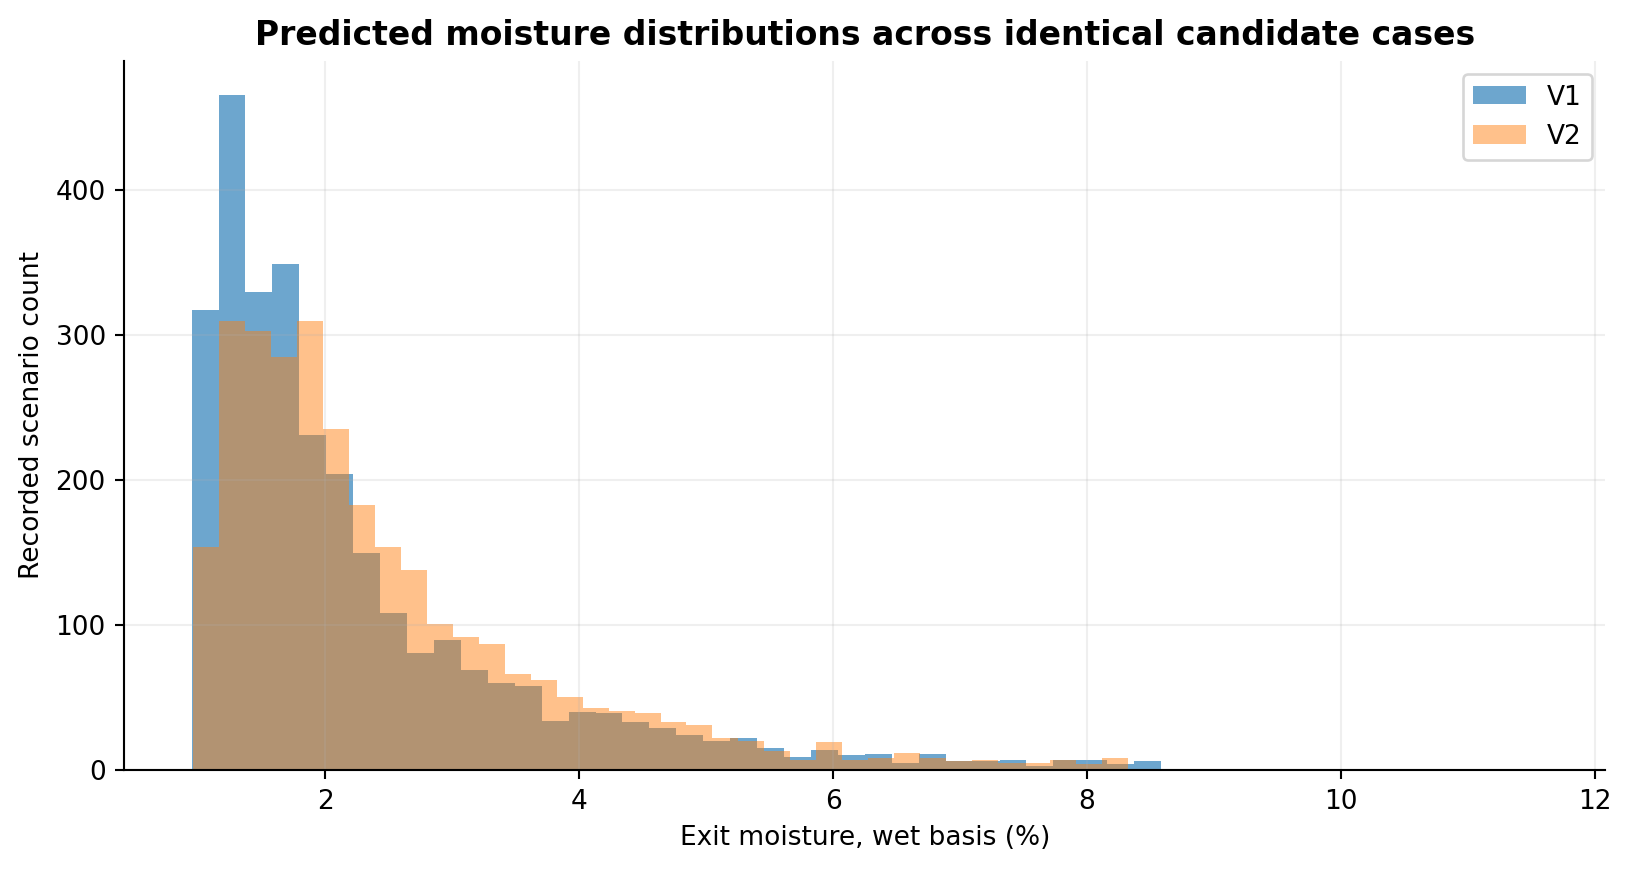 Predicted moisture distributions across identical candidate cases
V1
V2
Recorded scenario count
400
300
200
100
0
2
4
6
8
10
12
Exit moisture, wet basis (%)